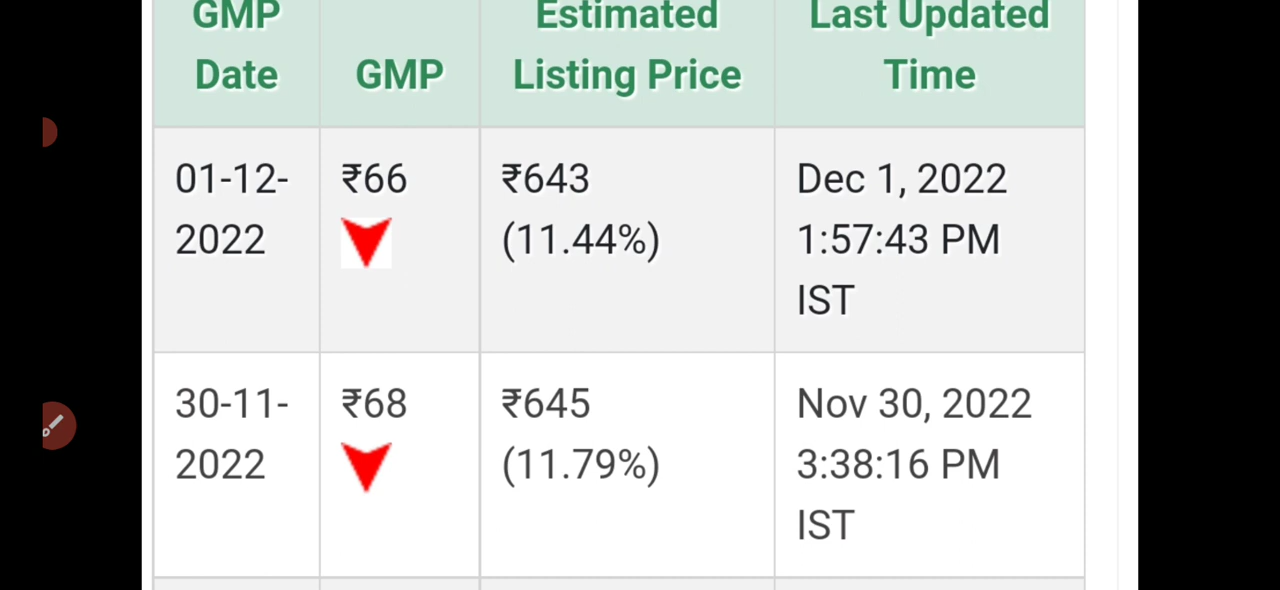 GMP Date
GMP
Estimated Listing Price
Last Updated Time
01-12-2022
₹66
₹643 (11.44%)
Dec 1, 2022 1:57:43 PM IST
30-11-2022
₹68
₹645 (11.79%)
Nov 30, 2022 3:38:16 PM IST